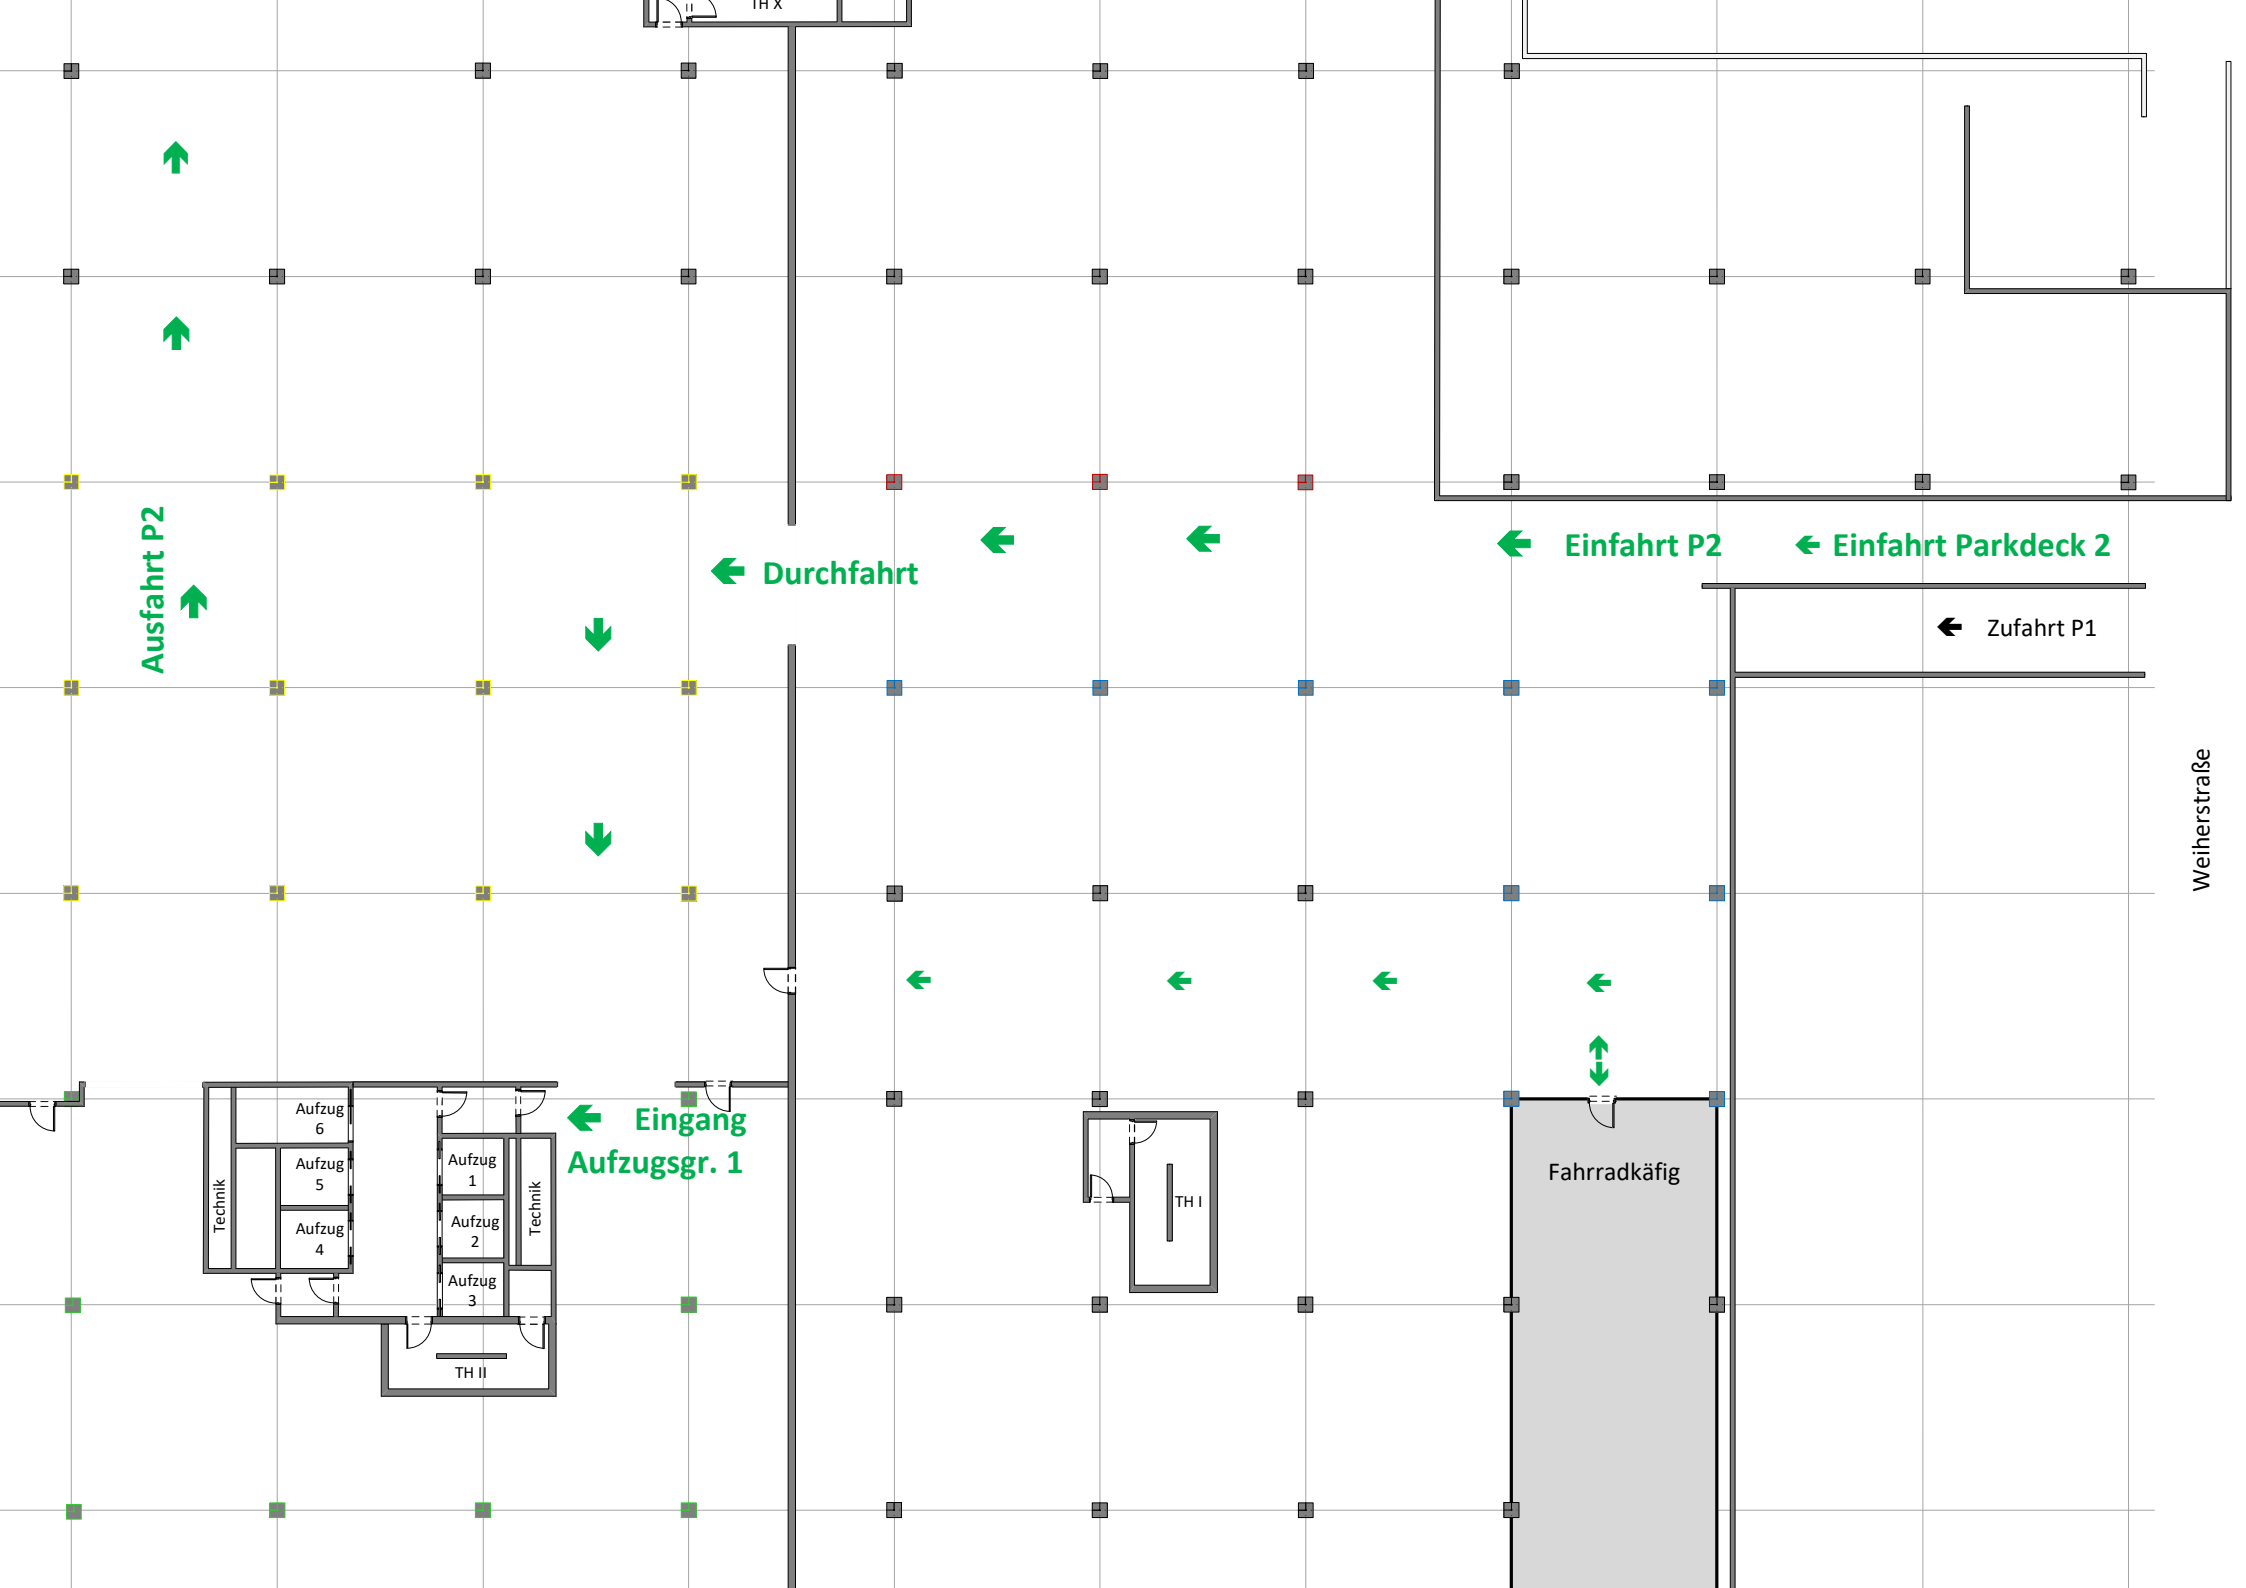 TH X
Ausfahrt P2
Durchfahrt
Einfahrt P2
Einfahrt Parkdeck 2
Zufahrt P1
Weiherstraße
Eingang
Aufzugsgr. 1
Aufzug
6
Aufzug
5
Aufzug
4
Technik
Aufzug
1
Aufzug
2
Aufzug
3
Technik
TH II
TH I
Fahrradkäfig